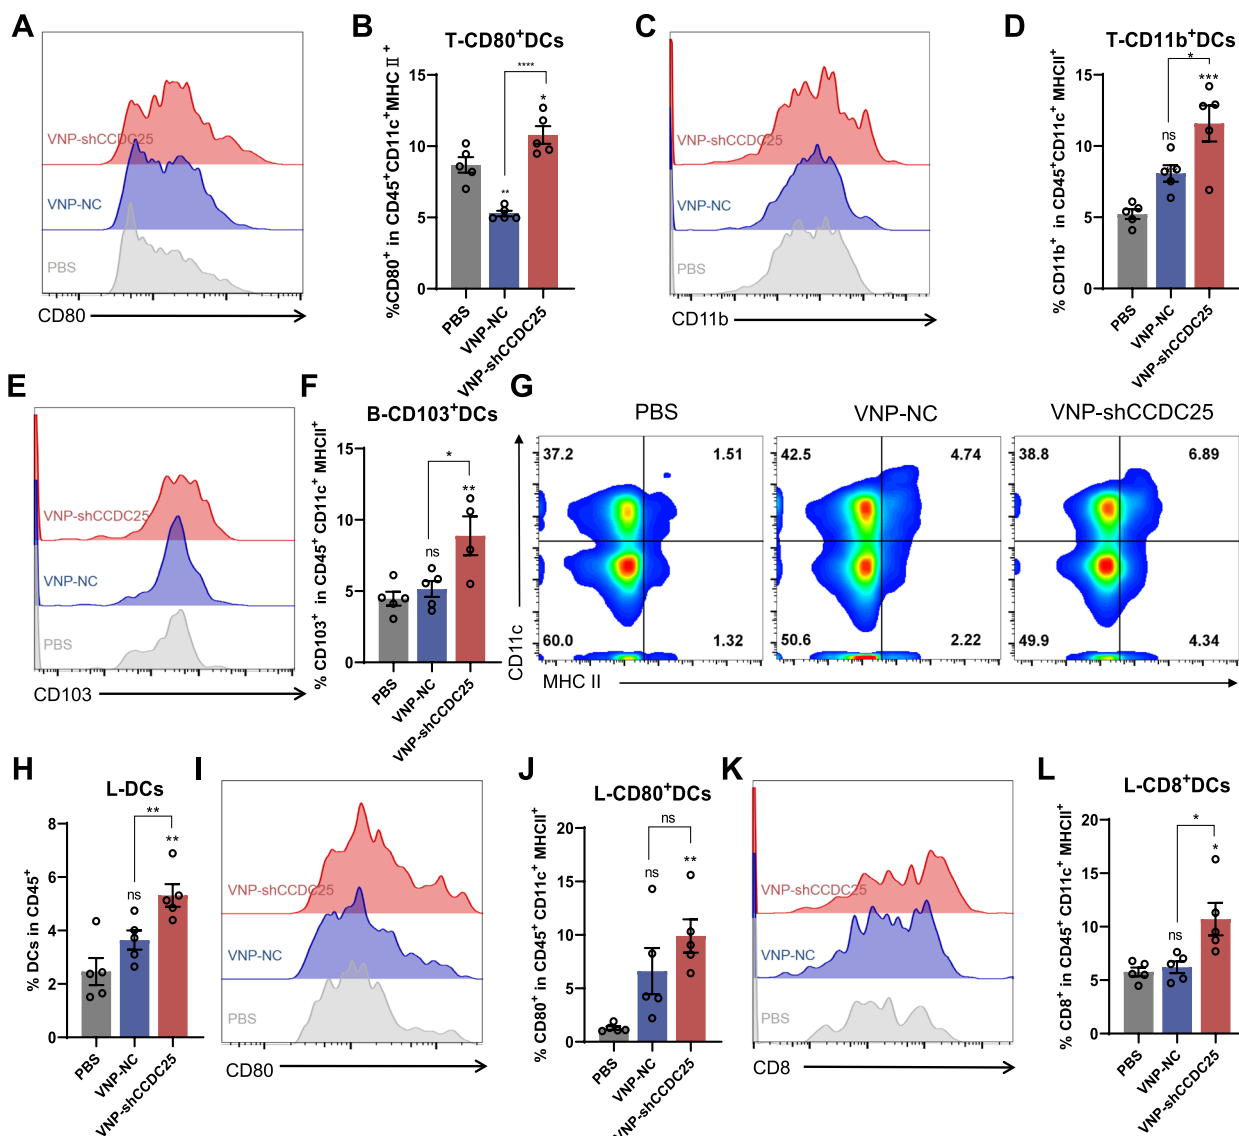 A
VNP-shCCDC25
VNP-NC
PBS
CD80
B
T-CD80⁺DCs
%CD80⁺ in CD45⁺CD11c⁺MHC II⁺
15
10
5
0
****
**
*
PBS
VNP-NC
VNP-shCCDC25
C
VNP-shCCDC25
VNP-NC
PBS
CD11b
D
T-CD11b⁺DCs
% CD11b⁺ in CD45⁺CD11c⁺ MHCII⁺
15
10
5
0
*
ns
***
PBS
VNP-NC
VNP-shCCDC25
E
VNP-shCCDC25
VNP-NC
PBS
CD103
F
B-CD103⁺DCs
% CD103⁺ in CD45⁺ CD11c⁺ MHCII⁺
15
10
5
0
*
ns
**
PBS
VNP-NC
VNP-shCCDC25
G
PBS
VNP-NC
VNP-shCCDC25
37.2
1.51
60.0
1.32
42.5
4.74
50.6
2.22
38.8
6.89
49.9
4.34
CD11c
MHC II
H
L-DCs
% DCs in CD45⁺
8
6
4
2
0
**
ns
**
PBS
VNP-NC
VNP-shCCDC25
I
VNP-shCCDC25
VNP-NC
PBS
CD80
J
L-CD80⁺DCs
% CD80⁺ in CD45⁺ CD11c⁺ MHCII⁺
20
15
10
5
0
ns
ns
**
PBS
VNP-NC
VNP-shCCDC25
K
VNP-shCCDC25
VNP-NC
PBS
CD8
L
L-CD8⁺DCs
% CD8⁺ in CD45⁺ CD11c⁺ MHCII⁺
20
15
10
5
0
*
ns
*
PBS
VNP-NC
VNP-shCCDC25